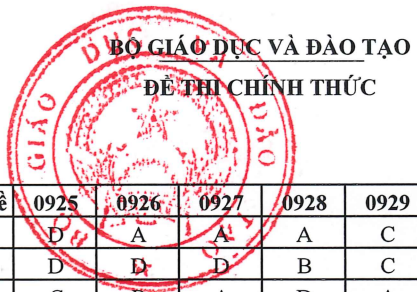 BỘ GIÁO DỤC VÀ ĐÀO TẠO
ĐỀ THI CHÍNH THỨC
0925 0926 0927 0928 0929
D A A A C
D D D B C